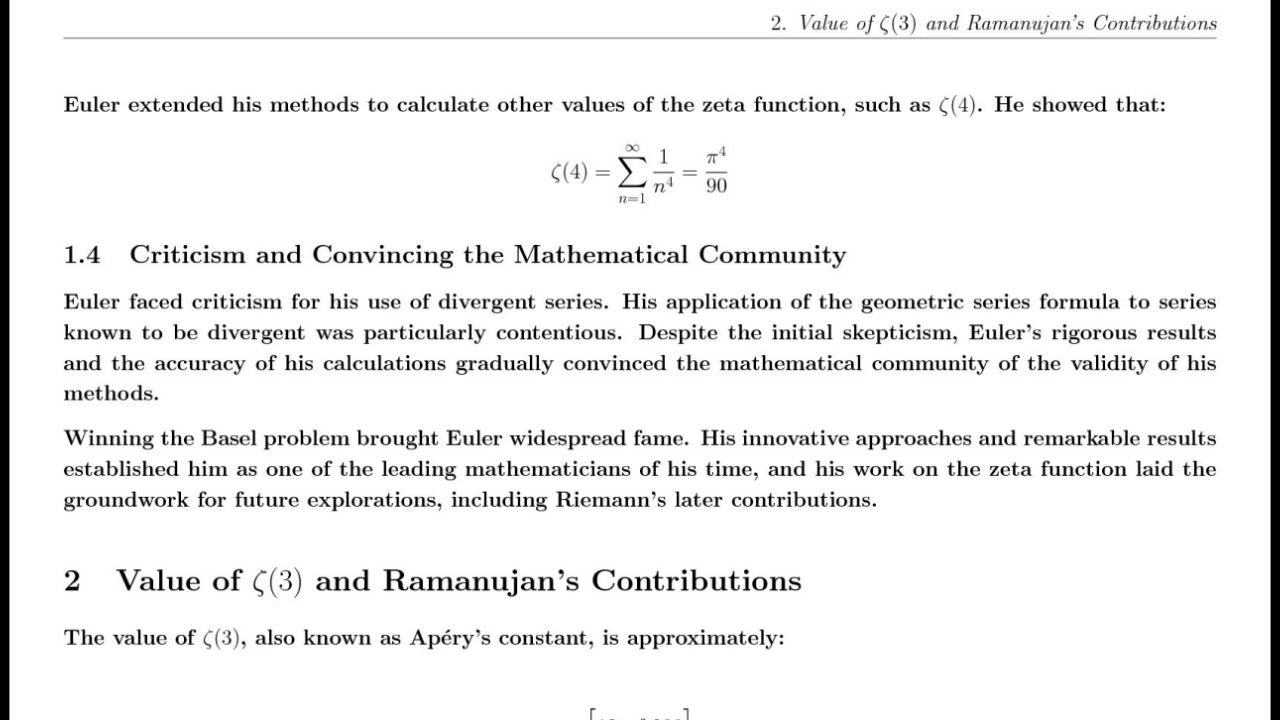 2. Value of ζ(3) and Ramanujan's Contributions
Euler extended his methods to calculate other values of the zeta function, such as ζ(4). He showed that:
ζ(4) = ∑_{n=1}^{∞} 1/n⁴ = π⁴/90
1.4 Criticism and Convincing the Mathematical Community
Euler faced criticism for his use of divergent series. His application of the geometric series formula to series
known to be divergent was particularly contentious. Despite the initial skepticism, Euler's rigorous results
and the accuracy of his calculations gradually convinced the mathematical community of the validity of his
methods.
Winning the Basel problem brought Euler widespread fame. His innovative approaches and remarkable results
established him as one of the leading mathematicians of his time, and his work on the zeta function laid the
groundwork for future explorations, including Riemann's later contributions.
2 Value of ζ(3) and Ramanujan's Contributions
The value of ζ(3), also known as Apéry's constant, is approximately: